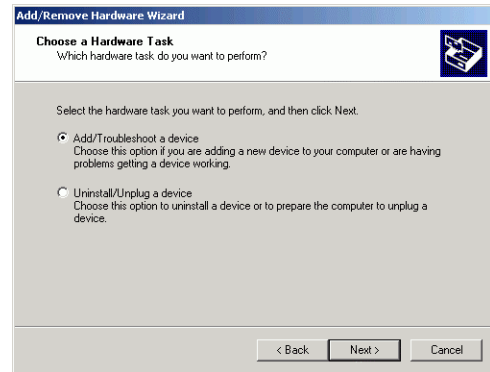 Add/Remove Hardware Wizard
Choose a Hardware Task
Which hardware task do you want to perform?
Select the hardware task you want to perform, and then click Next.
Add/Troubleshoot a device
Choose this option if you are adding a new device to your computer or are having
problems getting a device working.
Uninstall/Unplug a device
Choose this option to uninstall a device or to prepare the computer to unplug a
device.
< Back Next > Cancel